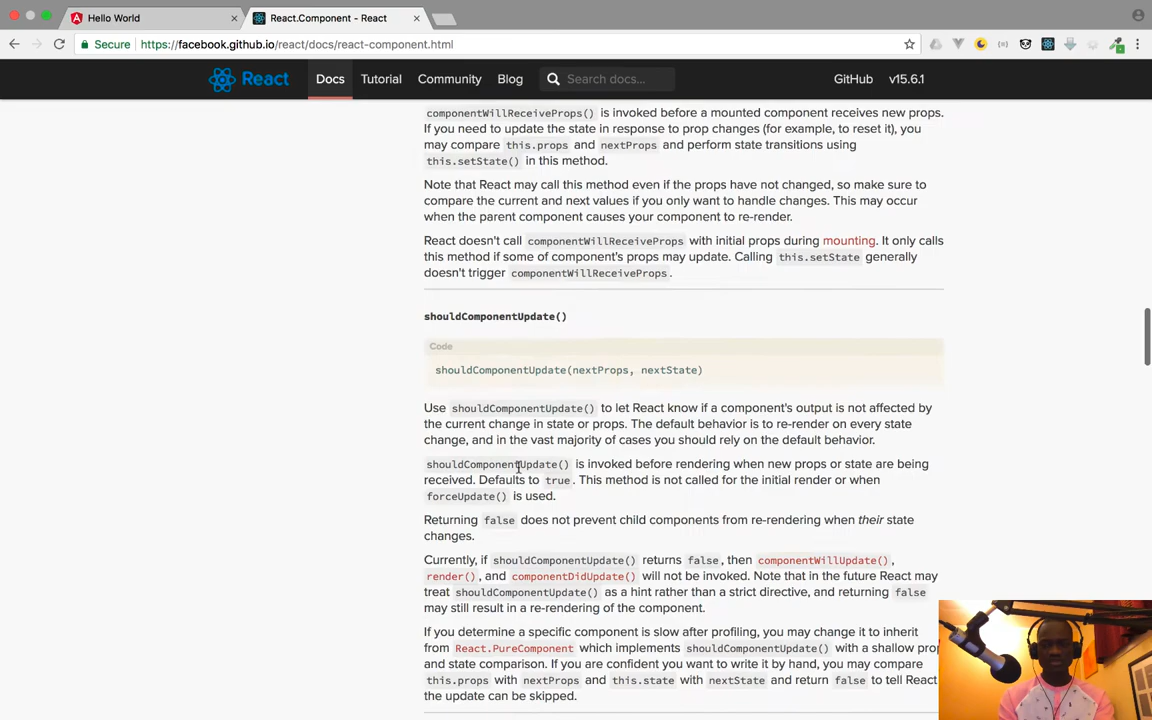 Hello World
React.Component - React
Secure
https://facebook.github.io/react/docs/react-component.html
React
Docs
Tutorial
Community
Blog
Search docs...
GitHub
v15.6.1
componentWillReceiveProps() is invoked before a mounted component receives new props.
If you need to update the state in response to prop changes (for example, to reset it), you
may compare this.props and nextProps and perform state transitions using
this.setState() in this method.
Note that React may call this method even if the props have not changed, so make sure to
compare the current and next values if you only want to handle changes. This may occur
when the parent component causes your component to re-render.
React doesn't call componentWillReceiveProps with initial props during mounting. It only calls
this method if some of component's props may update. Calling this.setState generally
doesn't trigger componentWillReceiveProps.
shouldComponentUpdate()
Code
shouldComponentUpdate(nextProps, nextState)
Use shouldComponentUpdate() to let React know if a component's output is not affected by
the current change in state or props. The default behavior is to re-render on every state
change, and in the vast majority of cases you should rely on the default behavior.
shouldComponentUpdate() is invoked before rendering when new props or state are being
received. Defaults to true. This method is not called for the initial render or when
forceUpdate() is used.
Returning false does not prevent child components from re-rendering when their state
changes.
Currently, if shouldComponentUpdate() returns false, then componentWillUpdate(),
render(), and componentDidUpdate() will not be invoked. Note that in the future React may
treat shouldComponentUpdate() as a hint rather than a strict directive, and returning false
may still result in a re-rendering of the component.
If you determine a specific component is slow after profiling, you may change it to inherit
from React.PureComponent which implements shouldComponentUpdate() with a shallow prop
and state comparison. If you are confident you want to write it by hand, you may compare
this.props with nextProps and this.state with nextState and return false to tell React
the update can be skipped.